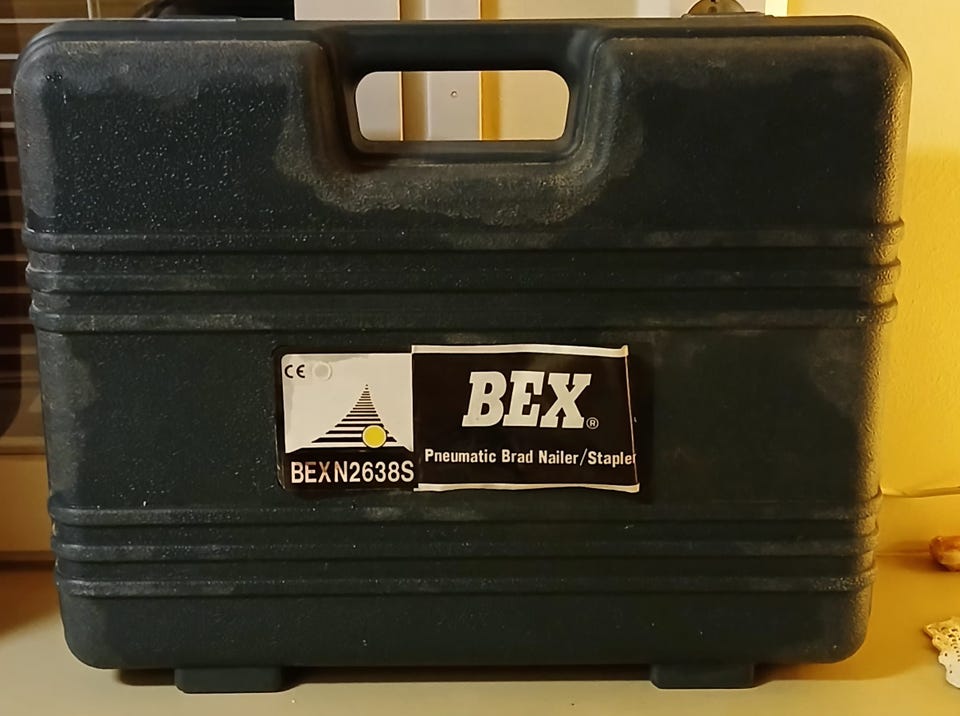 CE
BEX®
Pneumatic Brad Nailer/Stapler
BEXN2638S